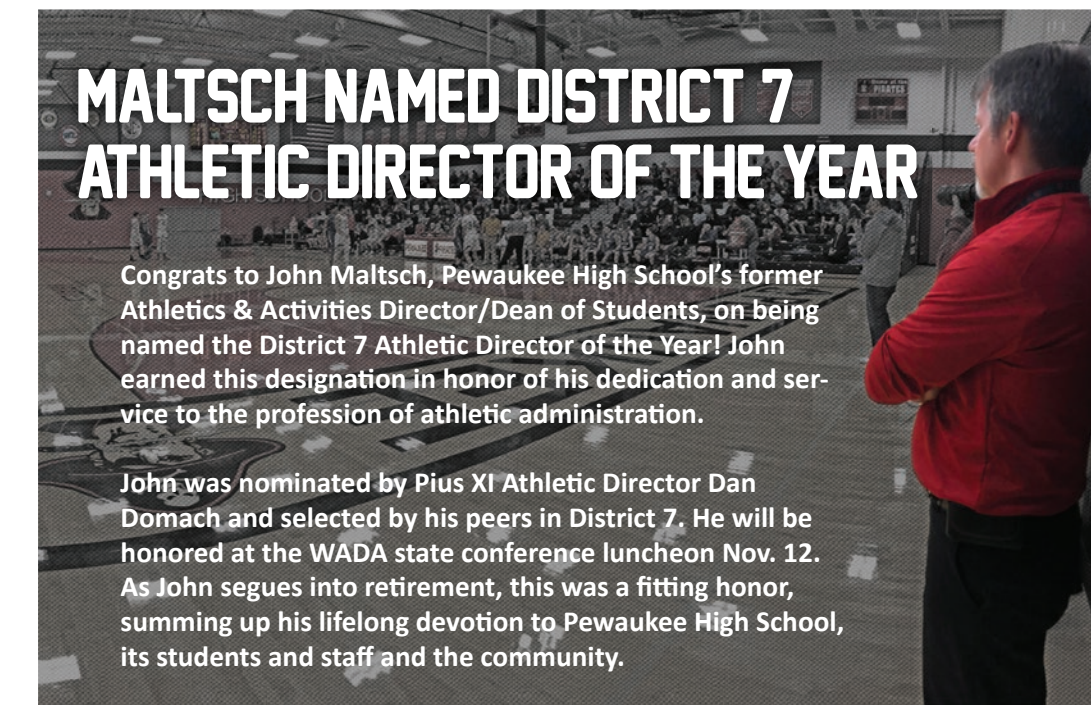 MALTSCH NAMED DISTRICT 7
ATHLETIC DIRECTOR OF THE YEAR
PIRATES
HIGH SCHOOL
Congrats to John Maltsch, Pewaukee High School's former
Athletics & Activities Director/Dean of Students, on being
named the District 7 Athletic Director of the Year! John
earned this designation in honor of his dedication and ser-
vice to the profession of athletic administration.
John was nominated by Pius XI Athletic Director Dan
Domach and selected by his peers in District 7. He will be
honored at the WADA state conference luncheon Nov. 12.
As John segues into retirement, this was a fitting honor,
summing up his lifelong devotion to Pewaukee High School,
its students and staff and the community.